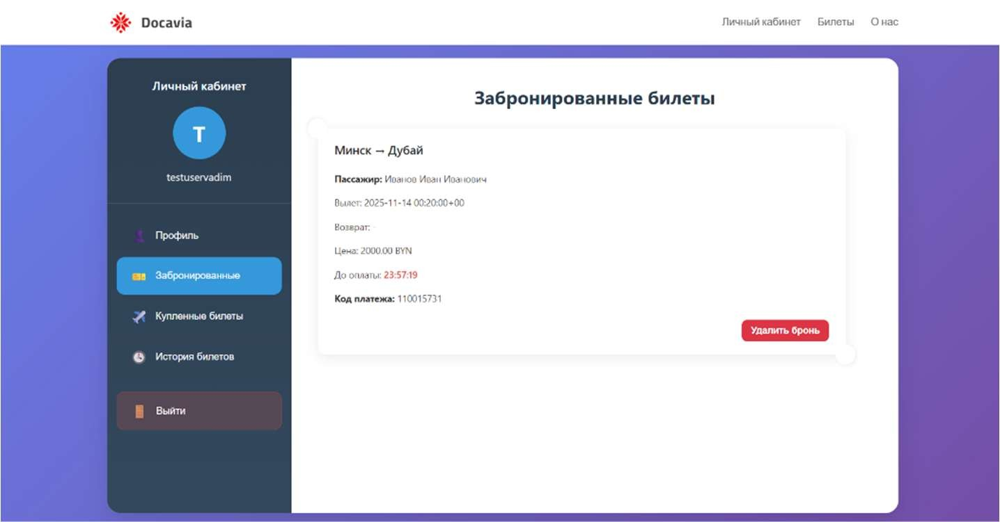 Docavia
Личный кабинет Билеты О нас
Личный кабинет
T
testuservadim
Профиль
Забронированные
Купленные билеты
История билетов
Выйти
Забронированные билеты
Минск → Дубай
Пассажир: Иванов Иван Иванович
Вылет: 2025-11-14 00:20:00+00
Возврат: -
Цена: 2000.00 BYN
До оплаты: 23:57:19
Код платежа: 110015731
Удалить бронь